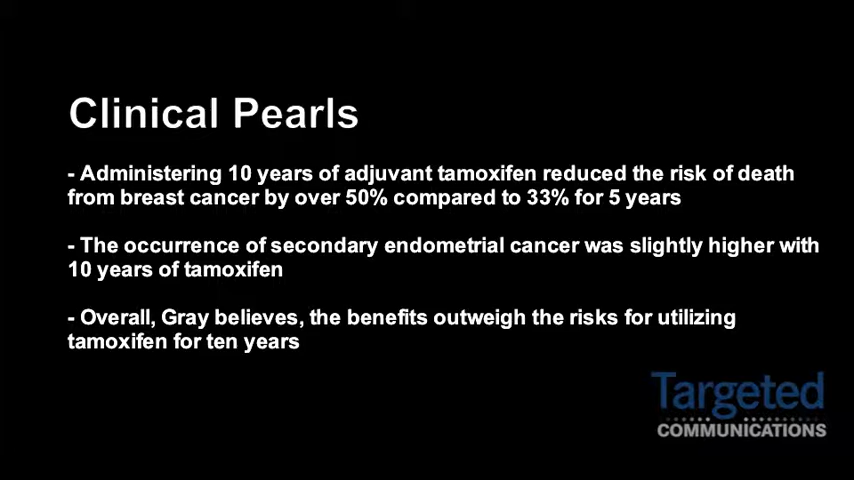 Clinical Pearls
- Administering 10 years of adjuvant tamoxifen reduced the risk of death
from breast cancer by over 50% compared to 33% for 5 years
- The occurrence of secondary endometrial cancer was slightly higher with
10 years of tamoxifen
- Overall, Gray believes, the benefits outweigh the risks for utilizing
tamoxifen for ten years
Targeted
COMMUNICATIONS